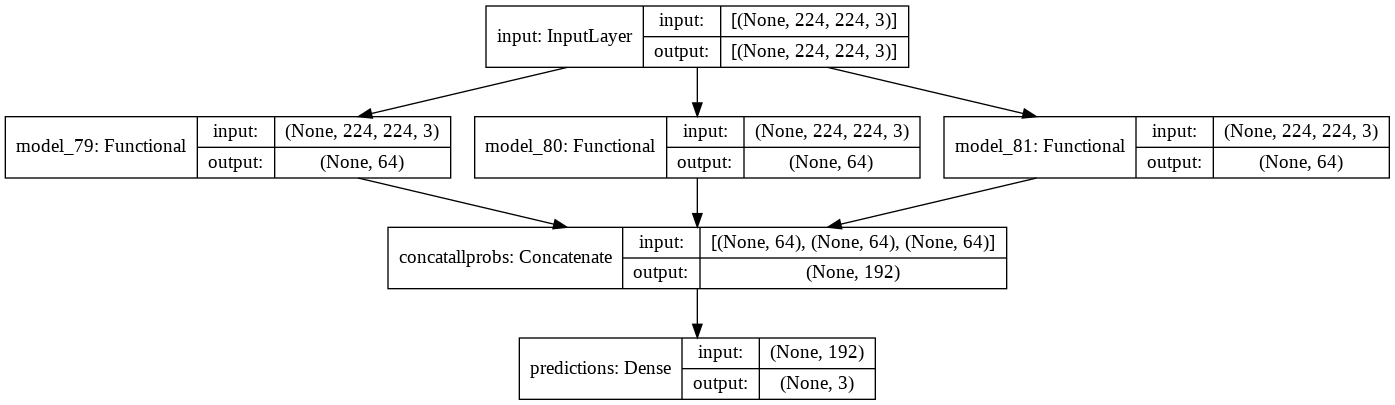 input: InputLayer
input:
[(None, 224, 224, 3)]
output:
[(None, 224, 224, 3)]
model_79: Functional
input:
(None, 224, 224, 3)
output:
(None, 64)
model_80: Functional
input:
(None, 224, 224, 3)
output:
(None, 64)
model_81: Functional
input:
(None, 224, 224, 3)
output:
(None, 64)
concatallprobs: Concatenate
input:
[(None, 64), (None, 64), (None, 64)]
output:
(None, 192)
predictions: Dense
input:
(None, 192)
output:
(None, 3)